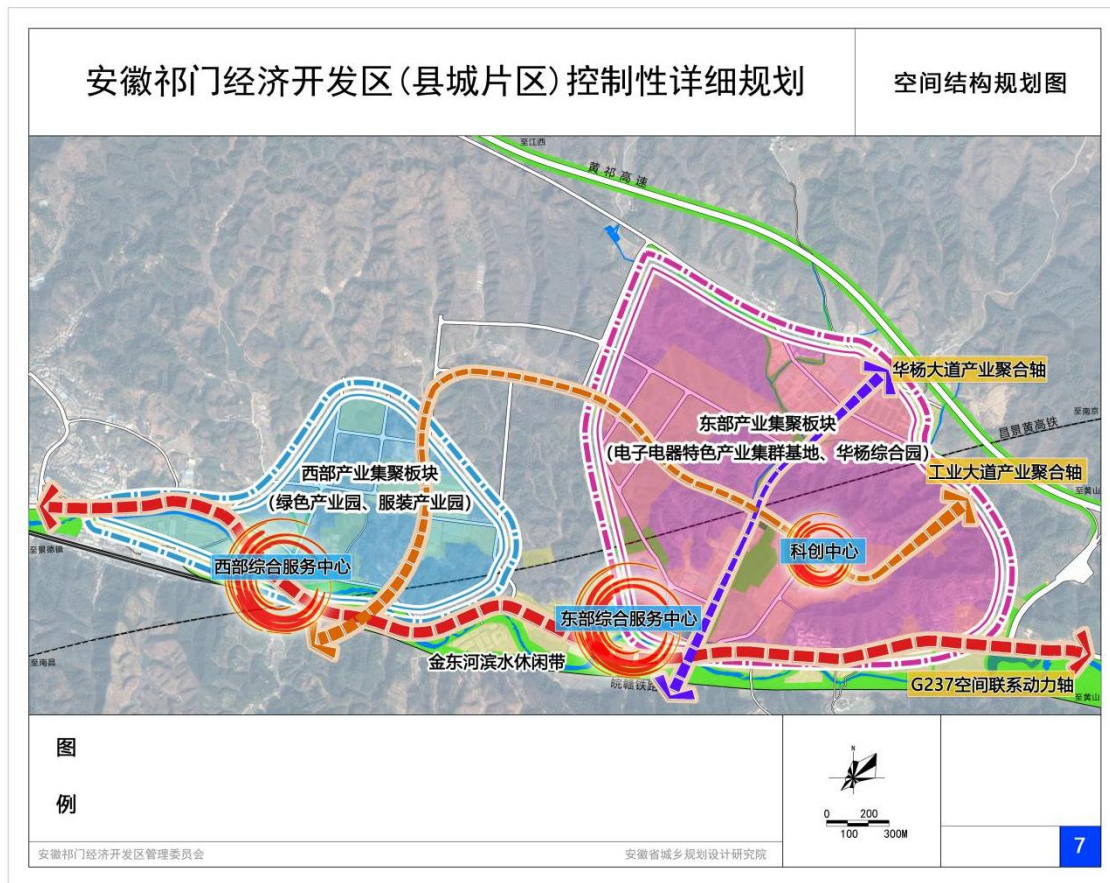 安徽祁门经济开发区(县城片区)控制性详细规划
空间结构规划图
至江西
黄祁高速
华杨大道产业聚合轴
至南京
昌景黄高铁
东部产业集聚板块
(电子电器特色产业集群基地、华杨综合园)
西部产业集聚板块
(绿色产业园、服装产业园)
工业大道产业聚合轴
至黄山
至景德镇
西部综合服务中心
科创中心
东部综合服务中心
至南昌
金东河滨水休闲带
皖赣铁路
G237空间联系动力轴
至黄山
图
例
N
0 200
100 300M
安徽祁门经济开发区管理委员会
安徽省城乡规划设计研究院
7